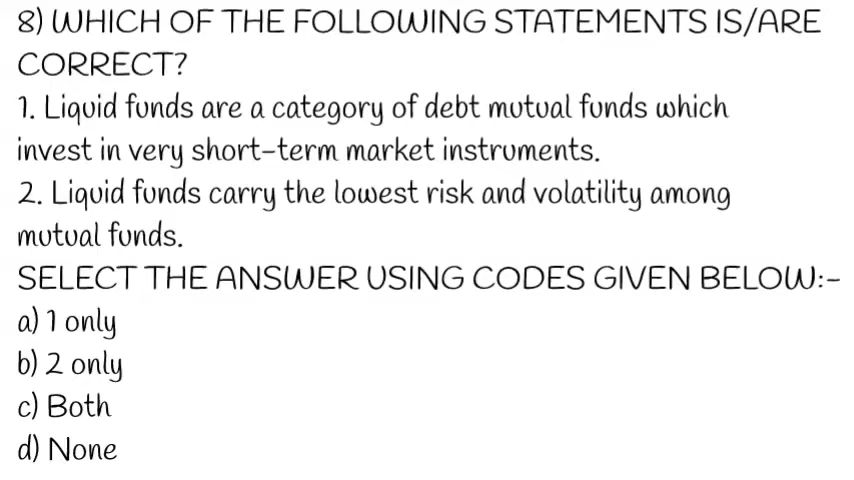 8) WHICH OF THE FOLLOWING STATEMENTS IS/ARE
CORRECT?
1. Liquid funds are a category of debt mutual funds which
invest in very short-term market instruments.
2. Liquid funds carry the lowest risk and volatility among
mutual funds.
SELECT THE ANSWER USING CODES GIVEN BELOW:-
a) 1 only
b) 2 only
c) Both
d) None